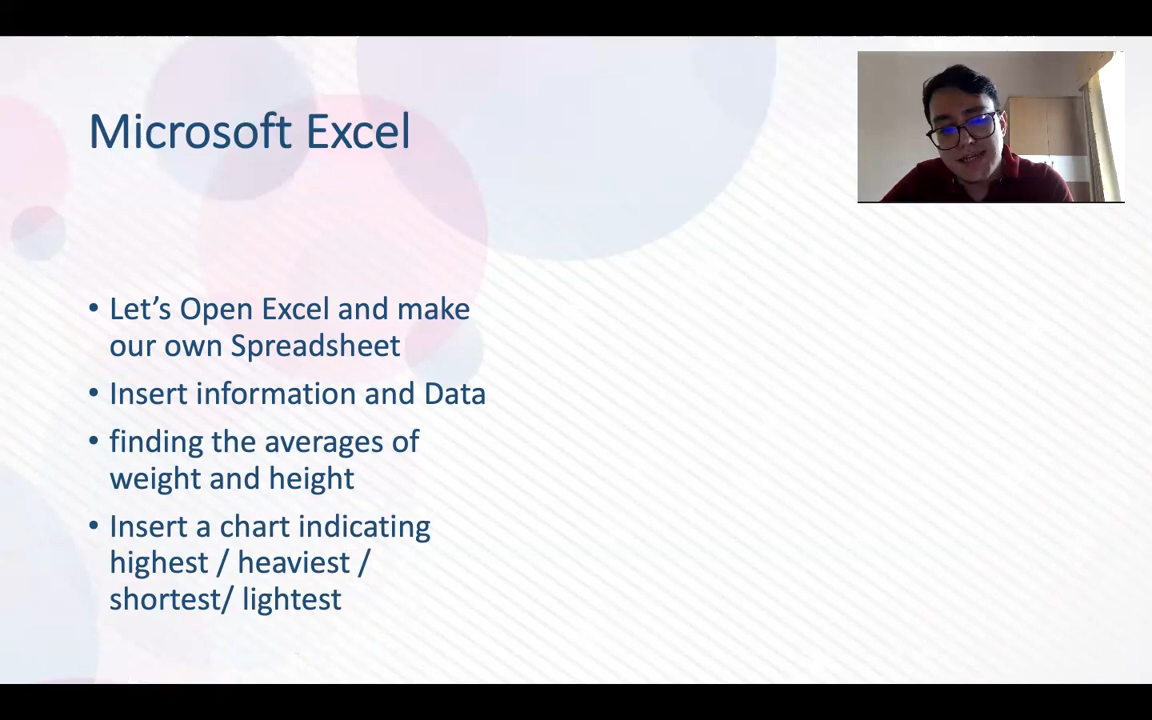 Microsoft Excel
• Let’s Open Excel and make
our own Spreadsheet
• Insert information and Data
• finding the averages of
weight and height
• Insert a chart indicating
highest / heaviest /
shortest/ lightest